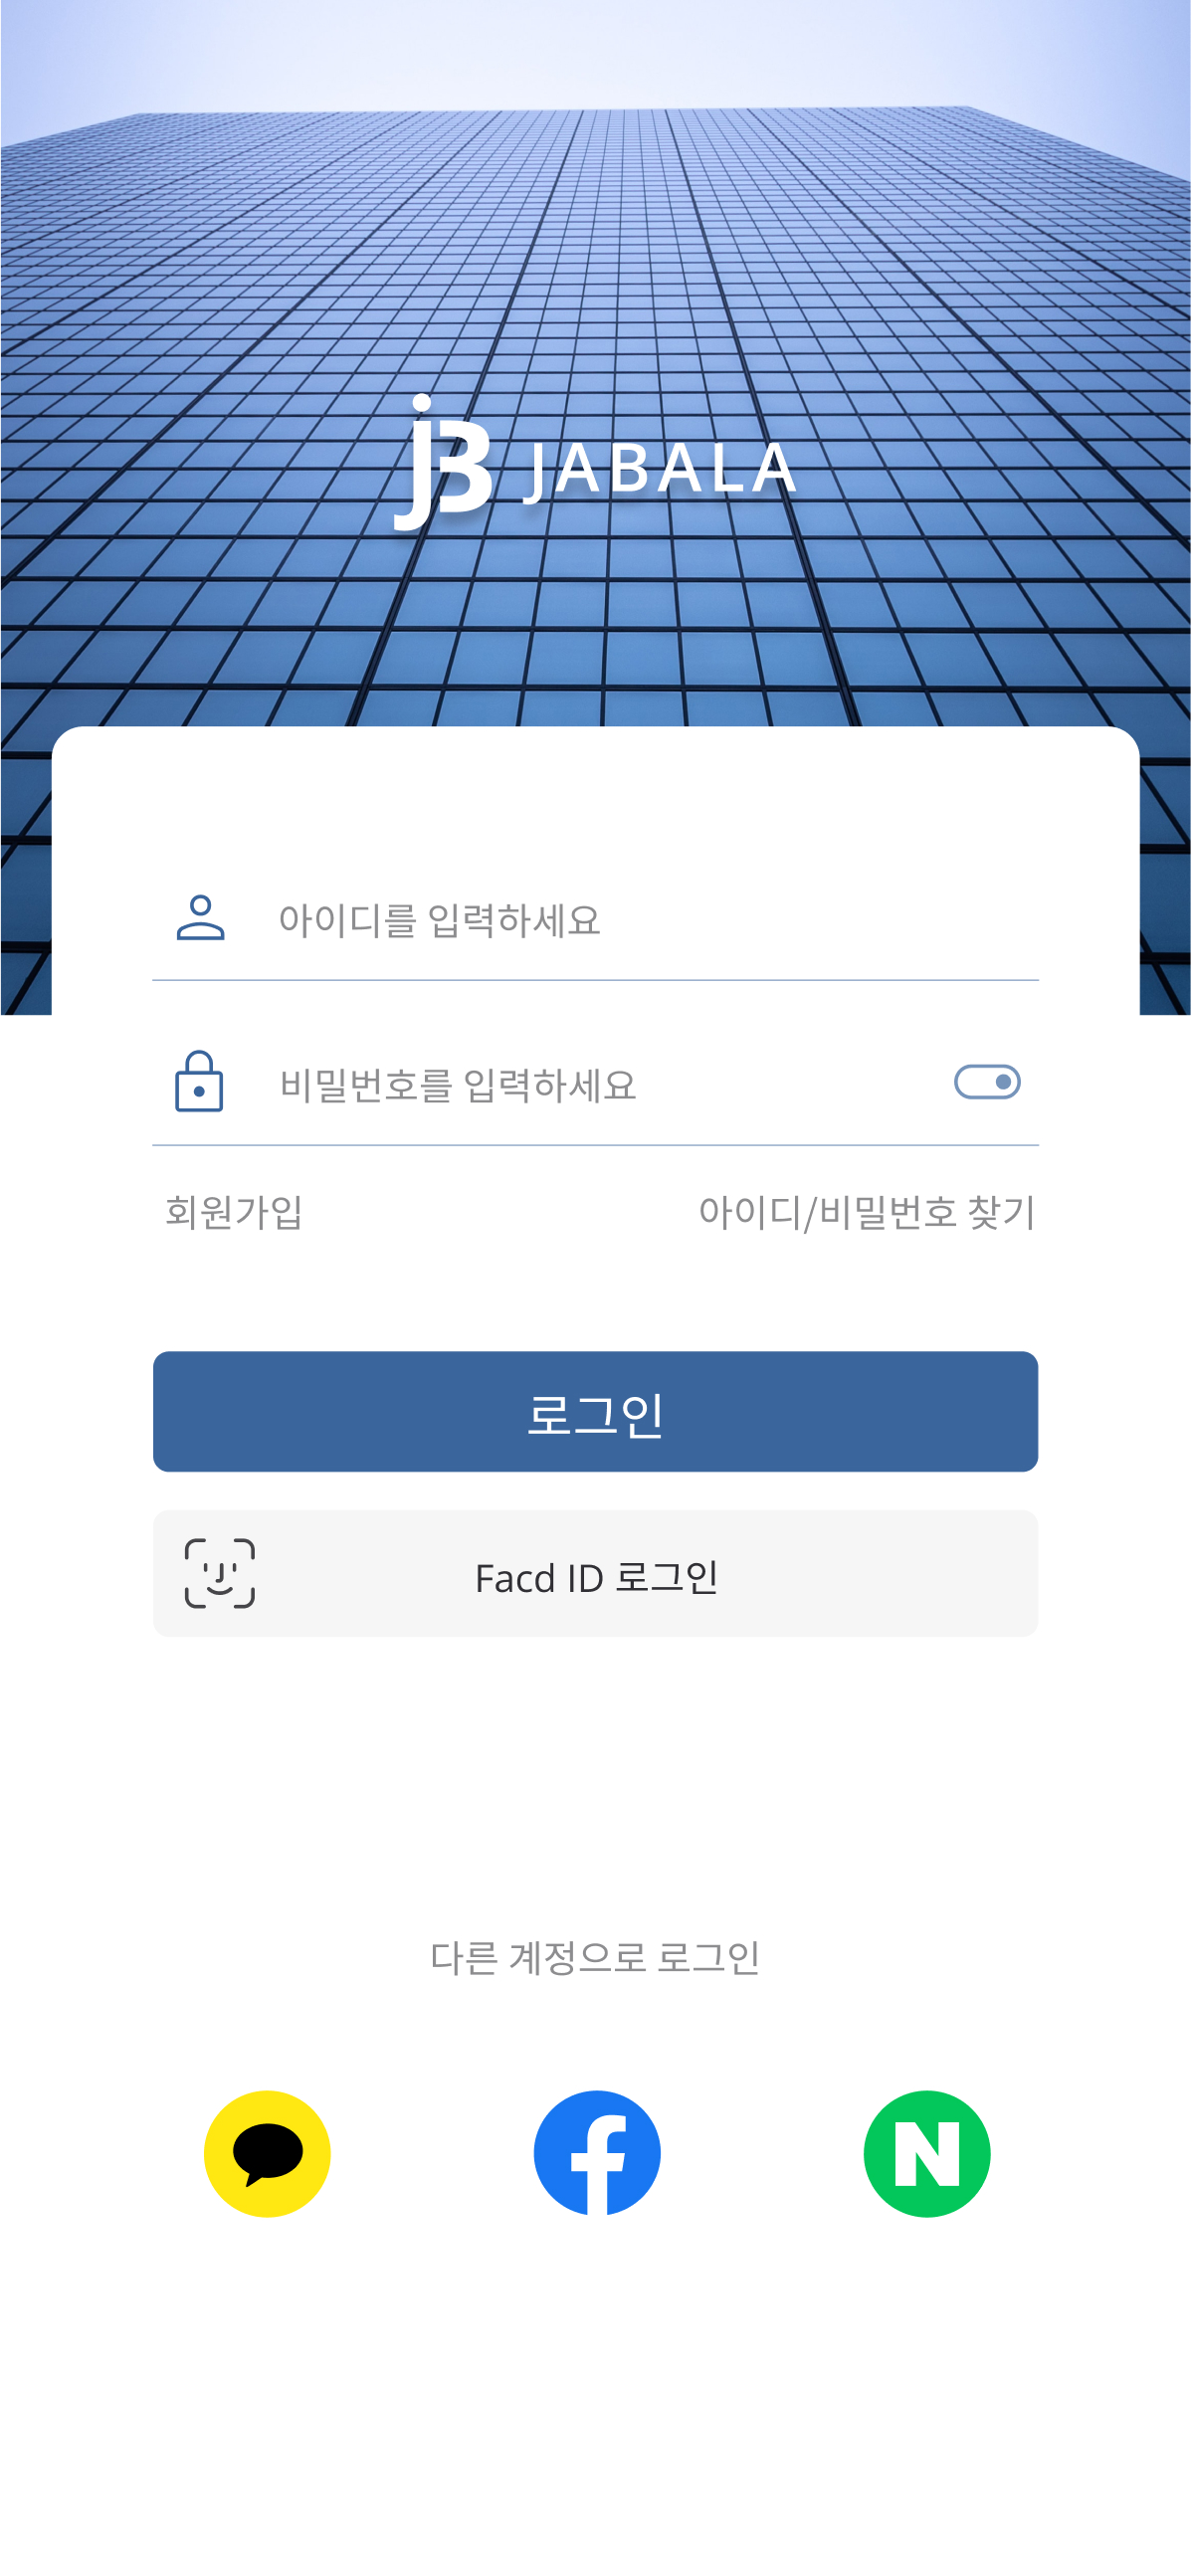 jB JABALA
아이디를 입력하세요
비밀번호를 입력하세요
회원가입 아이디/비밀번호 찾기
로그인
Facd ID 로그인
다른 계정으로 로그인
N